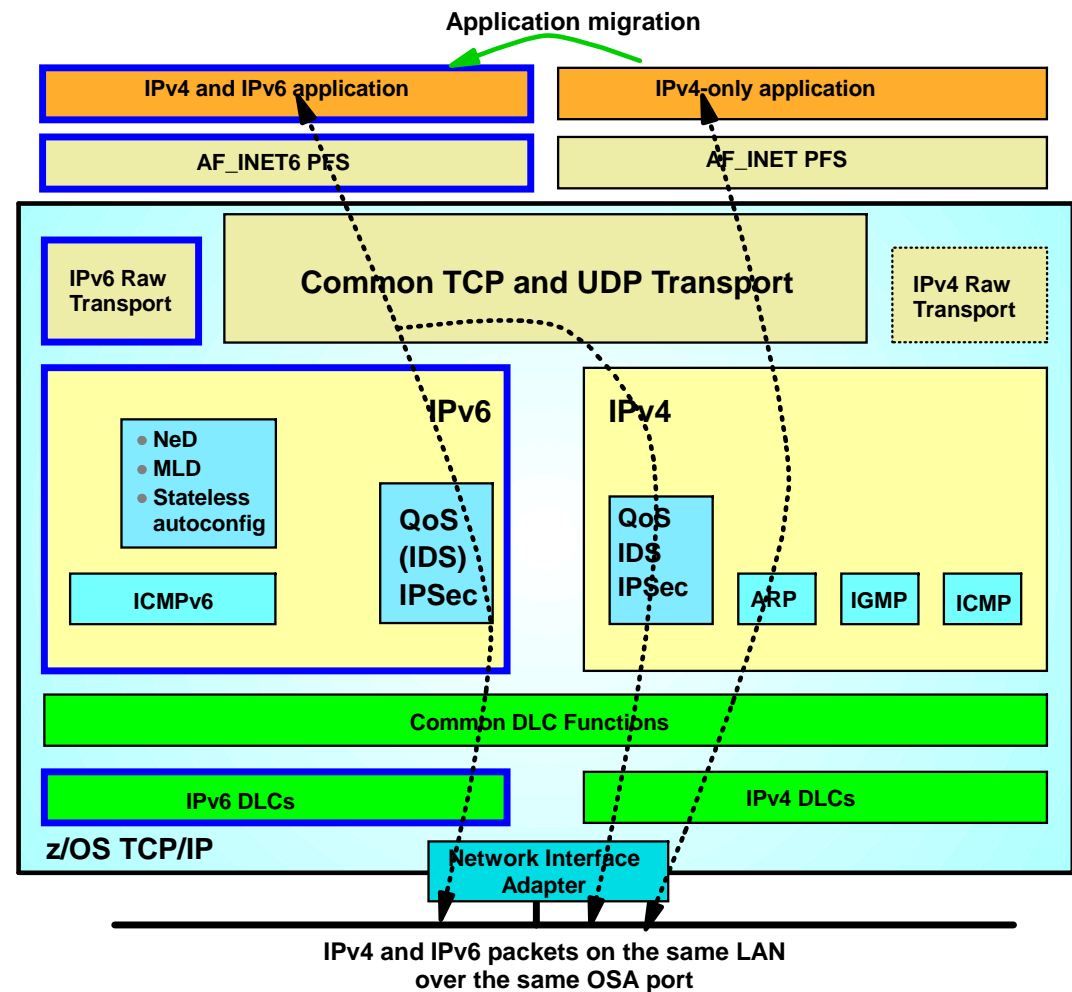 Application migration
IPv4 and IPv6 application
IPv4-only application
AF_INET6 PFS
AF_INET PFS
IPv6 Raw
Transport
Common TCP and UDP Transport
IPv4 Raw
Transport
IPv6
NeD
MLD
Stateless
autoconfig
QoS
(IDS)
IPSec
ICMPv6
IPv4
QoS
IDS
IPSec
ARP
IGMP
ICMP
Common DLC Functions
IPv6 DLCs
IPv4 DLCs
z/OS TCP/IP
Network Interface
Adapter
IPv4 and IPv6 packets on the same LAN
over the same OSA port